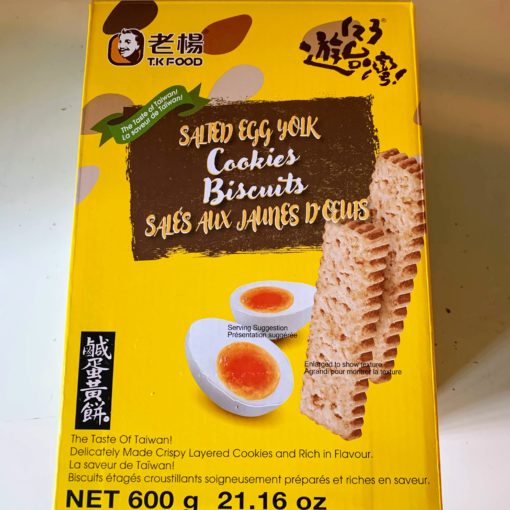 老楊
T.K FOOD
遊台灣!
The Taste of Taiwan!
La saveur de Taiwan!
SALTED EGG YOLK
Cookies
Biscuits
SALÉS AUX JAUNES D'OEUFS
Serving Suggestion
Présentation suggérée
Enlarged to show texture
Agrandi pour montrer la texture
鹹蛋黃餅
The Taste Of Taiwan!
Delicately Made Crispy Layered Cookies and Rich in Flavour.
La saveur de Taïwan!
Biscuits étagés croustillants soigneusement préparés et riches en saveur.
NET 600 g 21.16 oz